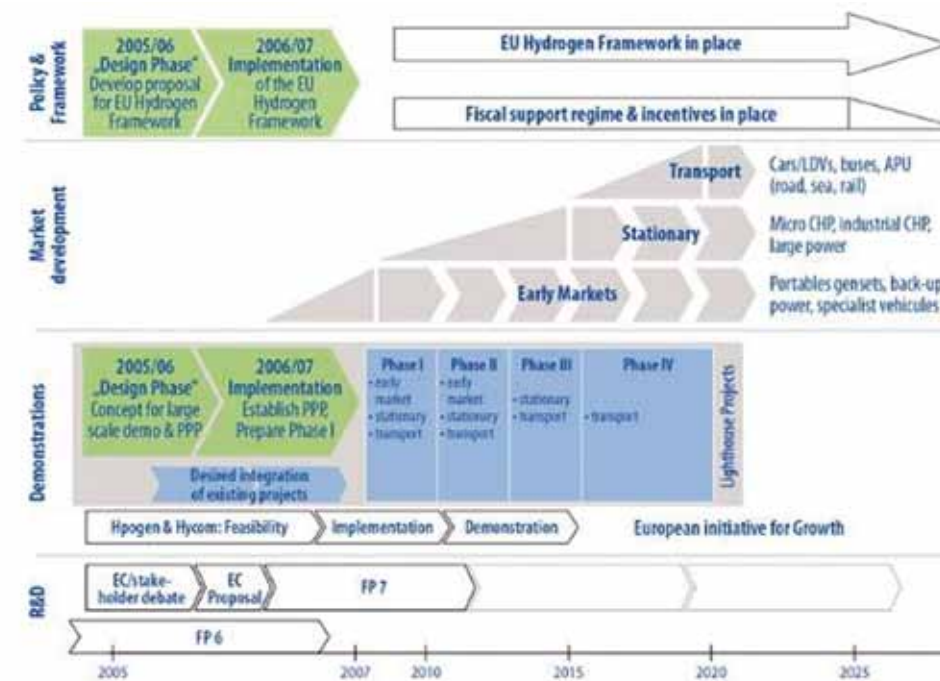 Policy &
Framework
2005/06
„Design Phase“
Develop proposal
for EU Hydrogen
Framework
2006/07
Implementation
of the EU
Hydrogen
Framework
EU Hydrogen Framework in place
Fiscal support regime & incentives in place
Market
development
Transport
Cars/LDVs, buses, APU
(road, sea, rail)
Stationary
Micro CHP, industrial CHP,
large power
Early Markets
Portables gensets, back-up
power, specialist vehicules
Demonstrations
2005/06
„Design Phase“
Concept for large
scale demo & PPP
2006/07
Implementation
Establish PPP,
Prepare Phase I
Desired integration
of existing projects
Phase I
• early
market
• stationary
• transport
Phase II
• early
market
• stationary
• transport
Phase III
• stationary
• transport
Phase IV
• transport
Lighthouse Projects
Hpogen & Hycom: Feasibility
Implementation
Demonstration
European initiative for Growth
R&D
EC/stake-
holder debate
EC
Proposal
FP 7
FP 6
2005
2007
2010
2015
2020
2025